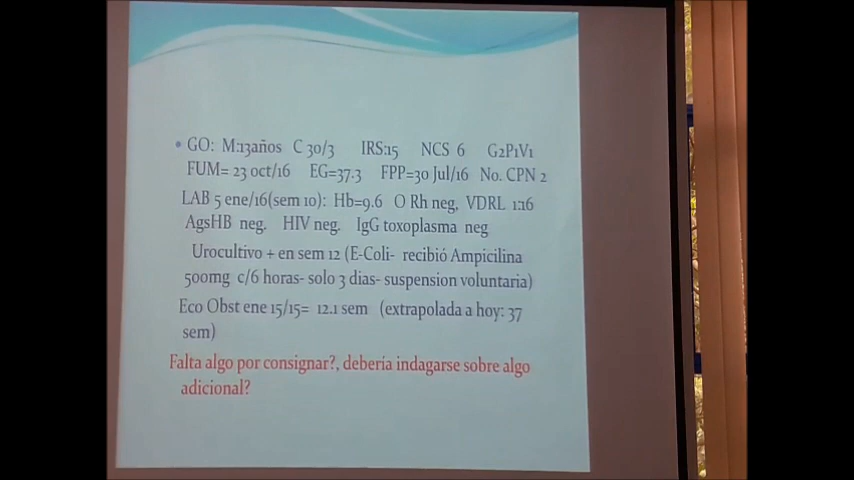 • GO: M:13años C 30/3 IRS:15 NCS 6 G2P1V1
FUM= 23 oct/16 EG=37.3 FPP=30 Jul/16 No. CPN 2
LAB 5 ene/16(sem 10): Hb=9.6 O Rh neg, VDRL 1:16
AgsHB neg, HIV neg. IgG toxoplasma neg
Urocultivo + en sem 12 (E-Coli- recibió Ampicilina
500mg c/6 horas- solo 3 dias- suspension voluntaria)
Eco Obst ene 15/15= 12.1 sem (extrapolada a hoy: 37
sem)
Falta algo por consignar?, debería indagarse sobre algo
adicional?